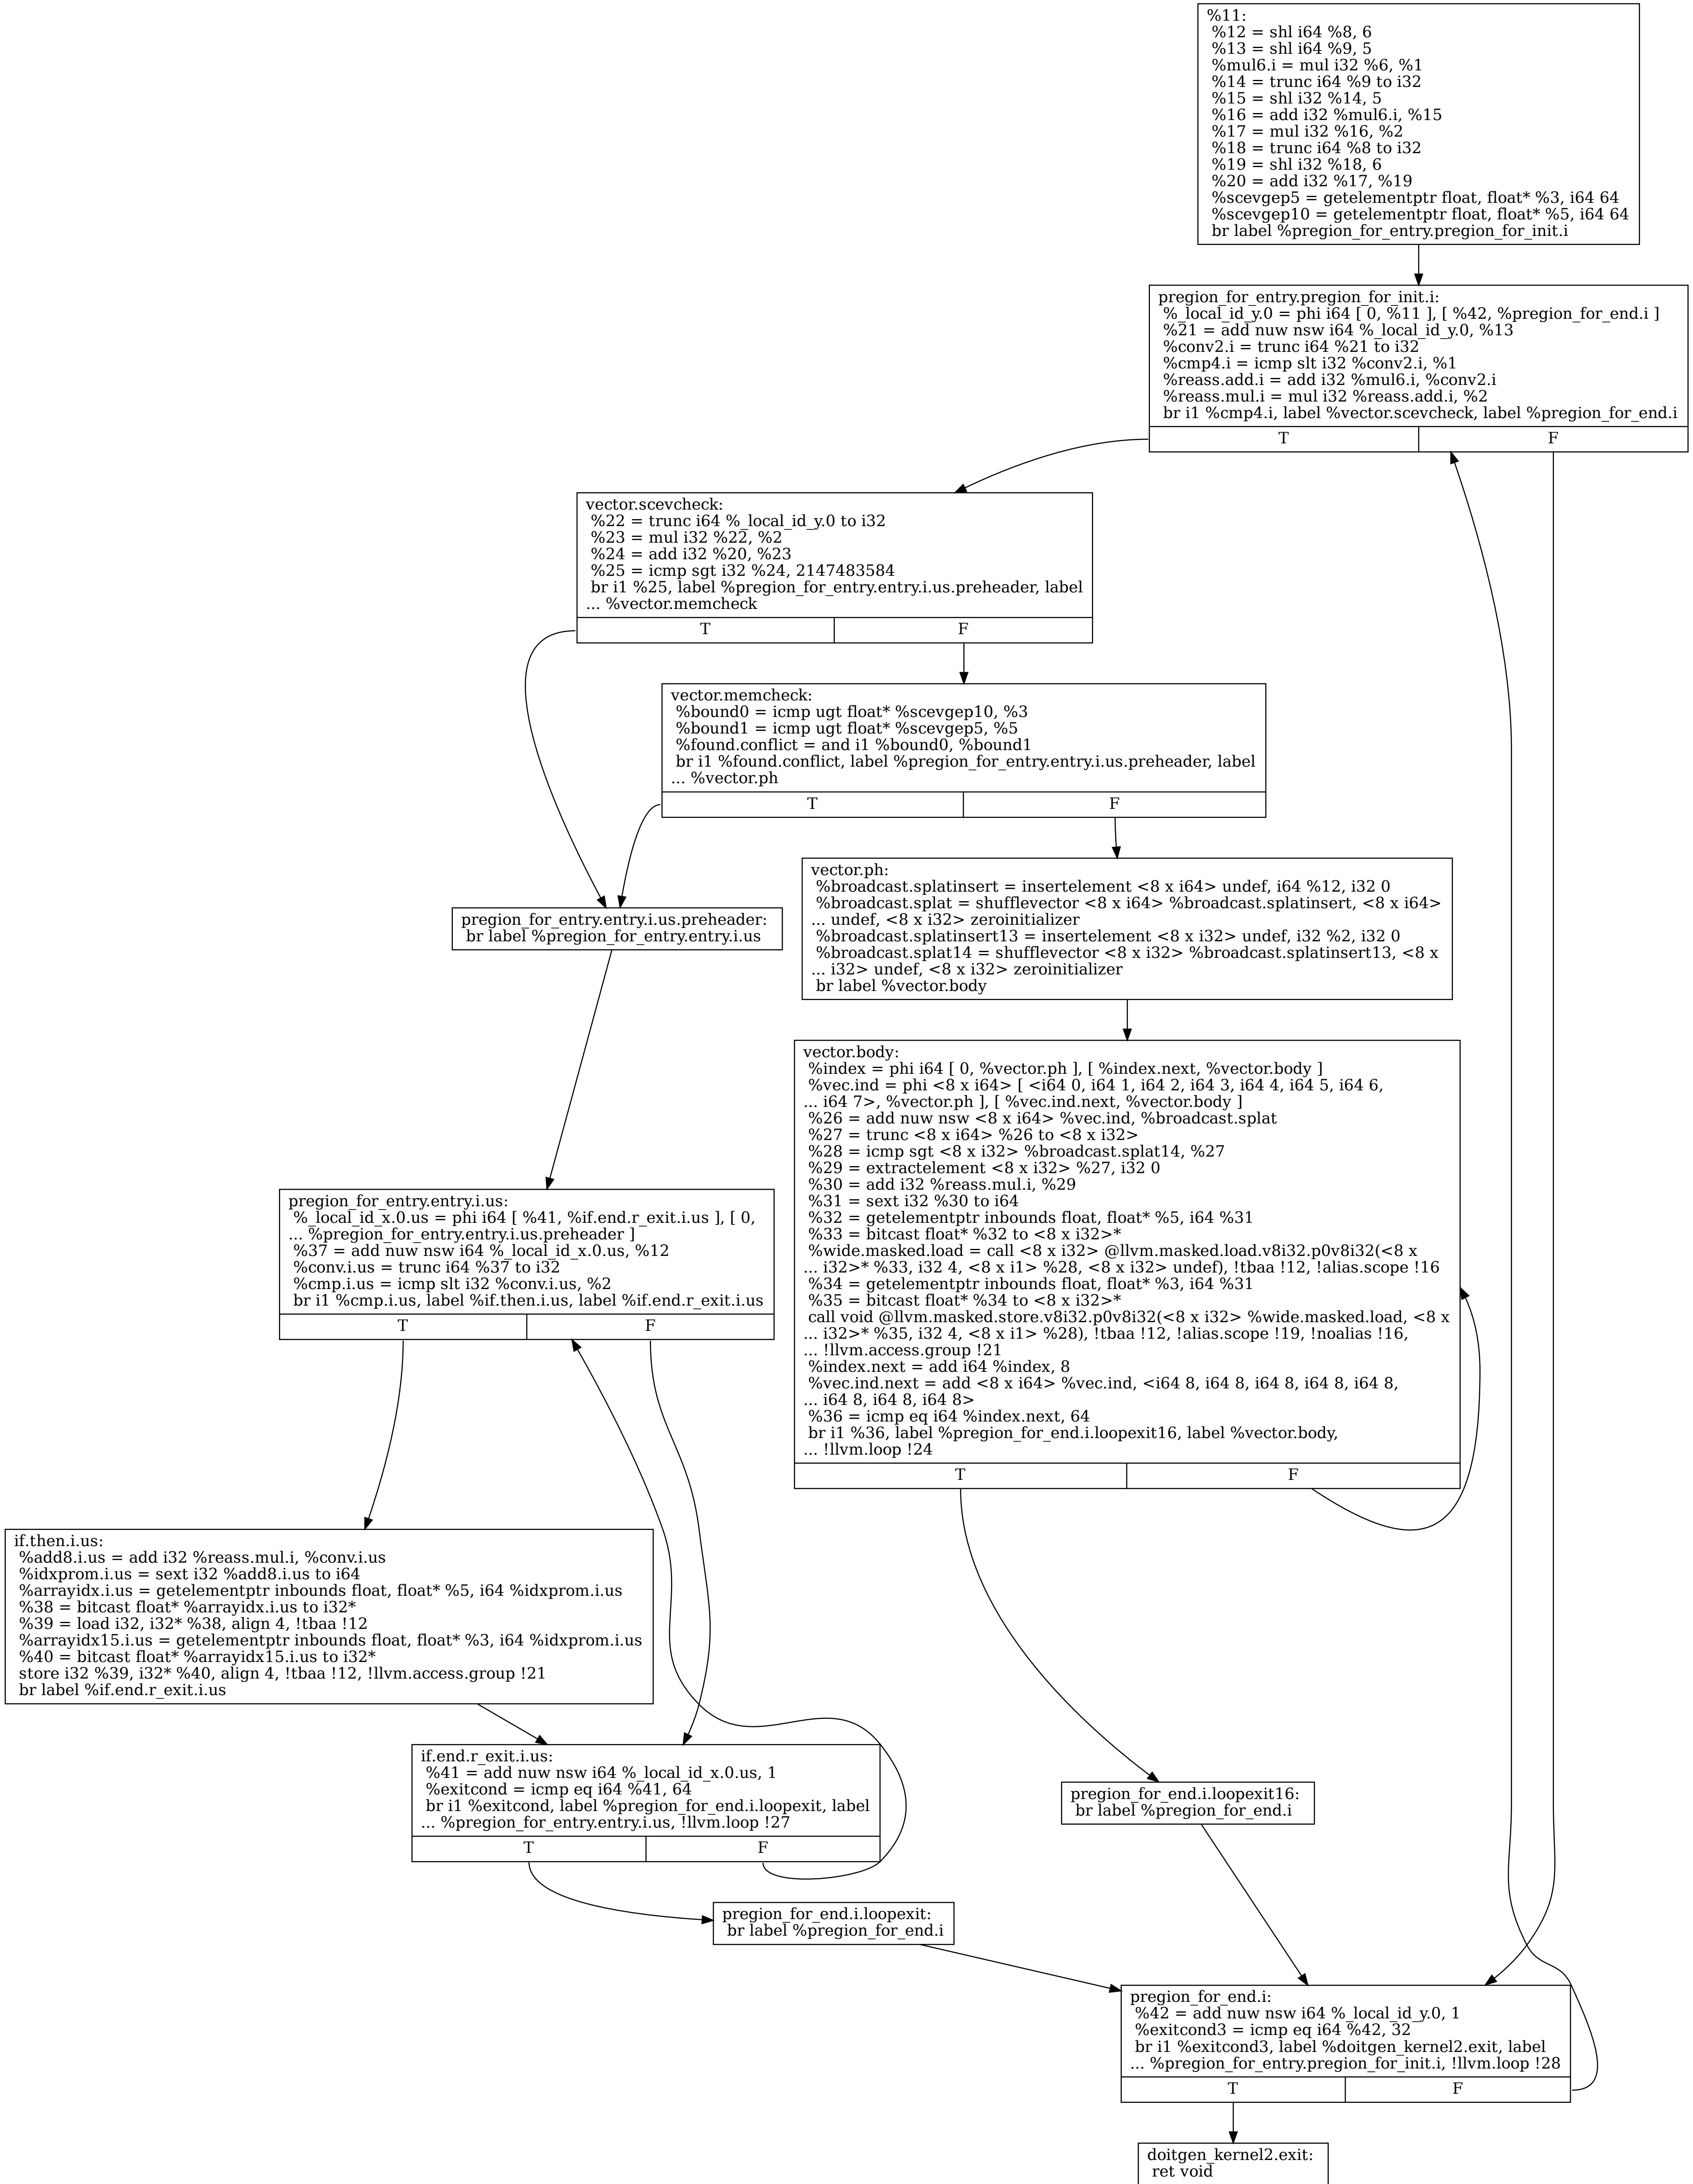 %11:
%12 = shl i64 %8, 6
%13 = shl i64 %9, 5
%mul6.i = mul i32 %6, %1
%14 = trunc i64 %9 to i32
%15 = shl i32 %14, 5
%16 = add i32 %mul6.i, %15
%17 = mul i32 %16, %2
%18 = trunc i64 %8 to i32
%19 = shl i32 %18, 6
%20 = add i32 %17, %19
%scevgep5 = getelementptr float, float* %3, i64 64
%scevgep10 = getelementptr float, float* %5, i64 64
br label %pregion_for_entry.pregion_for_init.i
pregion_for_entry.pregion_for_init.i:
%_local_id_y.0 = phi i64 [ 0, %11 ], [ %42, %pregion_for_end.i ]
%21 = add nuw nsw i64 %_local_id_y.0, %13
%conv2.i = trunc i64 %21 to i32
%cmp4.i = icmp slt i32 %conv2.i, %1
%reass.add.i = add i32 %mul6.i, %conv2.i
%reass.mul.i = mul i32 %reass.add.i, %2
br i1 %cmp4.i, label %vector.scevcheck, label %pregion_for_end.i
T
F
vector.scevcheck:
%22 = trunc i64 %_local_id_y.0 to i32
%23 = mul i32 %22, %2
%24 = add i32 %20, %23
%25 = icmp sgt i32 %24, 2147483584
br i1 %25, label %pregion_for_entry.entry.i.us.preheader, label
... %vector.memcheck
T
F
vector.memcheck:
%bound0 = icmp ugt float* %scevgep10, %3
%bound1 = icmp ugt float* %scevgep5, %5
%found.conflict = and i1 %bound0, %bound1
br i1 %found.conflict, label %pregion_for_entry.entry.i.us.preheader, label
... %vector.ph
T
F
vector.ph:
%broadcast.splatinsert = insertelement <8 x i64> undef, i64 %12, i32 0
%broadcast.splat = shufflevector <8 x i64> %broadcast.splatinsert, <8 x i64>
... undef, <8 x i32> zeroinitializer
%broadcast.splatinsert13 = insertelement <8 x i32> undef, i32 %2, i32 0
%broadcast.splat14 = shufflevector <8 x i32> %broadcast.splatinsert13, <8 x
... i32> undef, <8 x i32> zeroinitializer
br label %vector.body
pregion_for_entry.entry.i.us.preheader:
br label %pregion_for_entry.entry.i.us
vector.body:
%index = phi i64 [ 0, %vector.ph ], [ %index.next, %vector.body ]
%vec.ind = phi <8 x i64> [ <i64 0, i64 1, i64 2, i64 3, i64 4, i64 5, i64 6,
... i64 7>, %vector.ph ], [ %vec.ind.next, %vector.body ]
%26 = add nuw nsw <8 x i64> %vec.ind, %broadcast.splat
%27 = trunc <8 x i64> %26 to <8 x i32>
%28 = icmp sgt <8 x i32> %broadcast.splat14, %27
%29 = extractelement <8 x i32> %27, i32 0
%30 = add i32 %reass.mul.i, %29
%31 = sext i32 %30 to i64
%32 = getelementptr inbounds float, float* %5, i64 %31
%33 = bitcast float* %32 to <8 x i32>*
%wide.masked.load = call <8 x i32> @llvm.masked.load.v8i32.p0v8i32(<8 x
... i32>* %33, i32 4, <8 x i1> %28, <8 x i32> undef), !tbaa !12, !alias.scope !16
%34 = getelementptr inbounds float, float* %3, i64 %31
%35 = bitcast float* %34 to <8 x i32>*
call void @llvm.masked.store.v8i32.p0v8i32(<8 x i32> %wide.masked.load, <8 x
... i32>* %35, i32 4, <8 x i1> %28), !tbaa !12, !alias.scope !19, !noalias !16,
... !llvm.access.group !21
%index.next = add i64 %index, 8
%vec.ind.next = add <8 x i64> %vec.ind, <i64 8, i64 8, i64 8, i64 8, i64 8,
... i64 8, i64 8, i64 8>
%36 = icmp eq i64 %index.next, 64
br i1 %36, label %pregion_for_end.i.loopexit16, label %vector.body,
... !llvm.loop !24
T
F
pregion_for_entry.entry.i.us:
%_local_id_x.0.us = phi i64 [ %41, %if.end.r_exit.i.us ], [ 0,
... %pregion_for_entry.entry.i.us.preheader ]
%37 = add nuw nsw i64 %_local_id_x.0.us, %12
%conv.i.us = trunc i64 %37 to i32
%cmp.i.us = icmp slt i32 %conv.i.us, %2
br i1 %cmp.i.us, label %if.then.i.us, label %if.end.r_exit.i.us
T
F
if.then.i.us:
%add8.i.us = add i32 %reass.mul.i, %conv.i.us
%idxprom.i.us = sext i32 %add8.i.us to i64
%arrayidx.i.us = getelementptr inbounds float, float* %5, i64 %idxprom.i.us
%38 = bitcast float* %arrayidx.i.us to i32*
%39 = load i32, i32* %38, align 4, !tbaa !12
%arrayidx15.i.us = getelementptr inbounds float, float* %3, i64 %idxprom.i.us
%40 = bitcast float* %arrayidx15.i.us to i32*
store i32 %39, i32* %40, align 4, !tbaa !12, !llvm.access.group !21
br label %if.end.r_exit.i.us
if.end.r_exit.i.us:
%41 = add nuw nsw i64 %_local_id_x.0.us, 1
%exitcond = icmp eq i64 %41, 64
br i1 %exitcond, label %pregion_for_end.i.loopexit, label
... %pregion_for_entry.entry.i.us, !llvm.loop !27
T
F
pregion_for_end.i.loopexit16:
br label %pregion_for_end.i
pregion_for_end.i.loopexit:
br label %pregion_for_end.i
pregion_for_end.i:
%42 = add nuw nsw i64 %_local_id_y.0, 1
%exitcond3 = icmp eq i64 %42, 32
br i1 %exitcond3, label %doitgen_kernel2.exit, label
... %pregion_for_entry.pregion_for_init.i, !llvm.loop !28
T
F
doitgen_kernel2.exit:
ret void